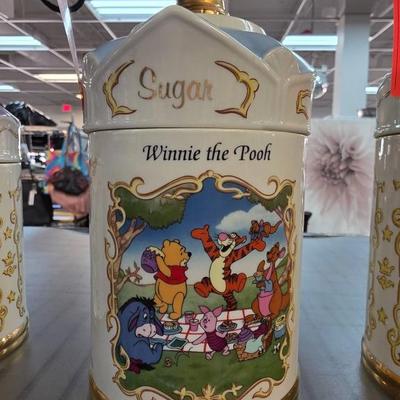 Sugar
Winnie the Pooh